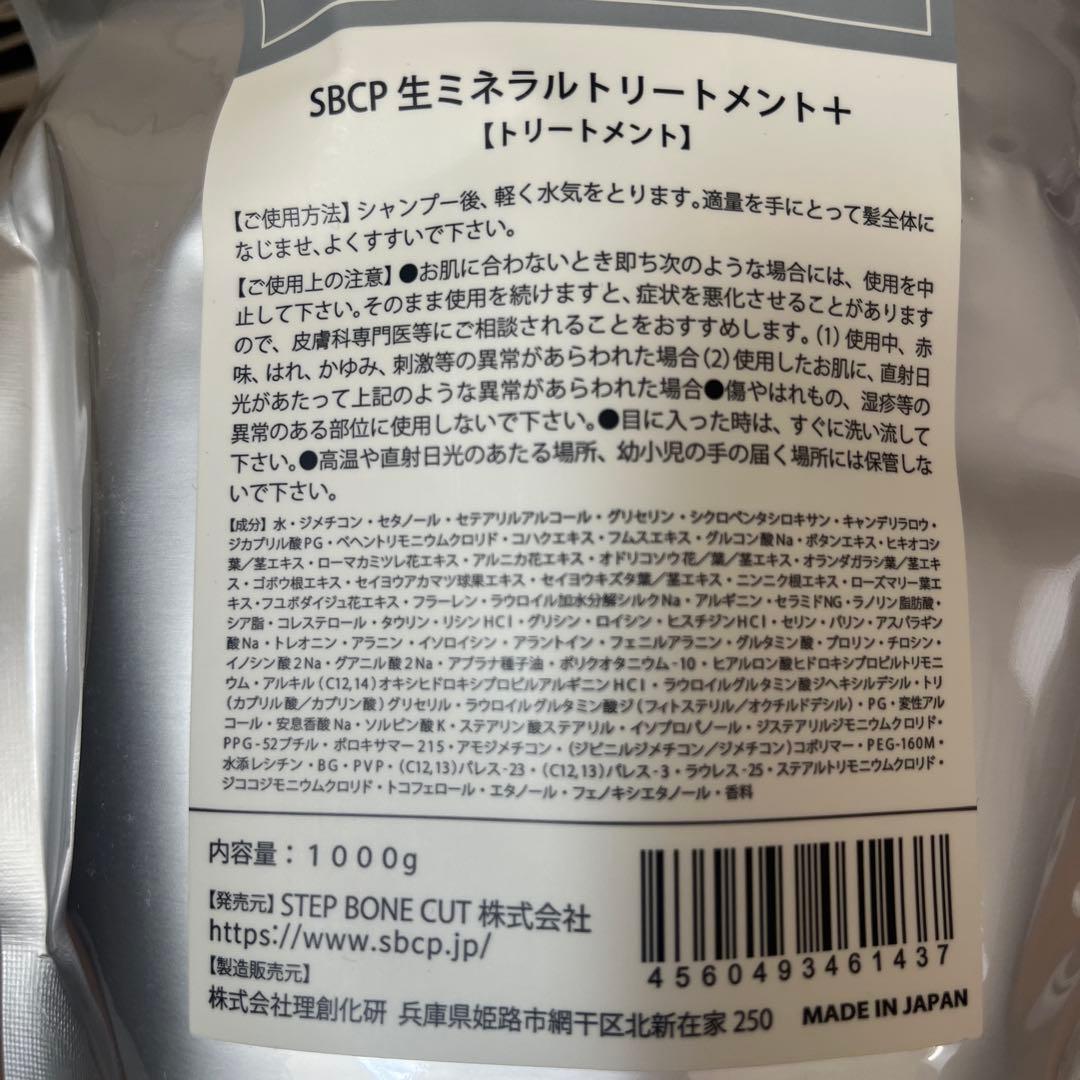 SBCP 生ミネラルトリートメント＋
【トリートメント】
【ご使用方法】シャンプー後、軽く水気をとります。適量を手にとって髪全体に
なじませ、よくすすいで下さい。
【ご使用上の注意】●お肌に合わないとき即ち次のような場合には、使用を中
止して下さい。そのまま使用を続けますと、症状を悪化させることがあります
ので、皮膚科専門医等にご相談されることをおすすめします。(1)使用中、赤
味、はれ、かゆみ、刺激等の異常があらわれた場合(2)使用したお肌に、直射日
光があたって上記のような異常があらわれた場合●傷やはれもの、湿疹等の
異常のある部位に使用しないで下さい。●目に入った時は、すぐに洗い流して
下さい。●高温や直射日光のあたる場所、幼小児の手の届く場所には保管しな
いで下さい。
【成分】水・ジメチコン・セタノール・セテアリルアルコール・グリセリン・シクロペンタシロキサン・キャンデリラロウ・
ジカプリル酸PG・ベヘントリモニウムクロリド・コハクエキス・フムスエキス・グルコン酸Na・ボタンエキス・ヒキオコシ
葉／茎エキス・ローマカミツレ花エキス・アルニカ花エキス・オドリコソウ花／葉／茎エキス・オランダガラシ葉／茎エキ
ス・ゴボウ根エキス・セイヨウアカマツ球果エキス・セイヨウキズタ葉／茎エキス・ニンニク根エキス・ローズマリー葉エ
キス・フユボダイジュ花エキス・フラーレン・ラウロイル加水分解シルクNa・アルギニン・セラミドNG・ラノリン脂肪酸・
シア脂・コレステロール・タウリン・リシンHCl・グリシン・ロイシン・ヒスチジンHCl・セリン・バリン・アスパラギン
酸Na・トレオニン・アラニン・イソロイシン・アラントイン・フェニルアラニン・グルタミン酸・プロリン・チロシン・
イノシン酸2Na・グアニル酸2Na・アブラナ種子油・ポリクオタニウム-10・ヒアルロン酸ヒドロキシプロピルトリモニ
ウム・アルキル(C12,14)オキシヒドロキシプロピルアルギニンHCl・ラウロイルグルタミン酸ジヘキシルデシル・トリ
(カプリル酸／カプリン酸)グリセリル・ラウロイルグルタミン酸ジ(フィトステリル／オクチルドデシル)・PG・変性アル
コール・安息香酸Na・ソルビン酸K・ステアリン酸ステアリル・イソプロパノール・ジステアリルジモニウムクロリド・
PPG-52ブチル・ポロキサマー215・アモジメチコン・(ジビニルジメチコン／ジメチコン)コポリマー・PEG-160M・
水添レシチン・BG・PVP・(C12,13)パレス-23・(C12,13)パレス-3・ラウレス-25・ステアルトリモニウムクロリド・
ジココジモニウムクロリド・トコフェロール・エタノール・フェノキシエタノール・香料
内容量：1000g
【発売元】STEP BONE CUT 株式会社
https://www.sbcp.jp/
【製造販売元】
株式会社理創化研 兵庫県姫路市網干区北新在家250
4560493461437
MADE IN JAPAN